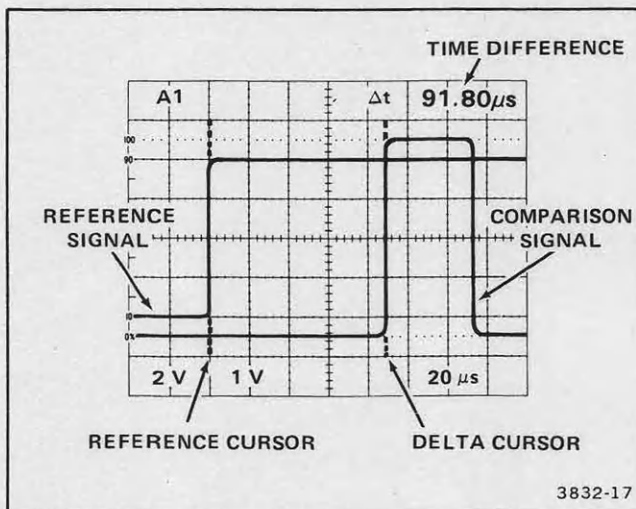 TIME DIFFERENCE
A1 Δt 91.80μs
100
90
REFERENCE SIGNAL
COMPARISON SIGNAL
10
0%
2 V 1 V 20 μs
REFERENCE CURSOR
DELTA CURSOR
3832-17